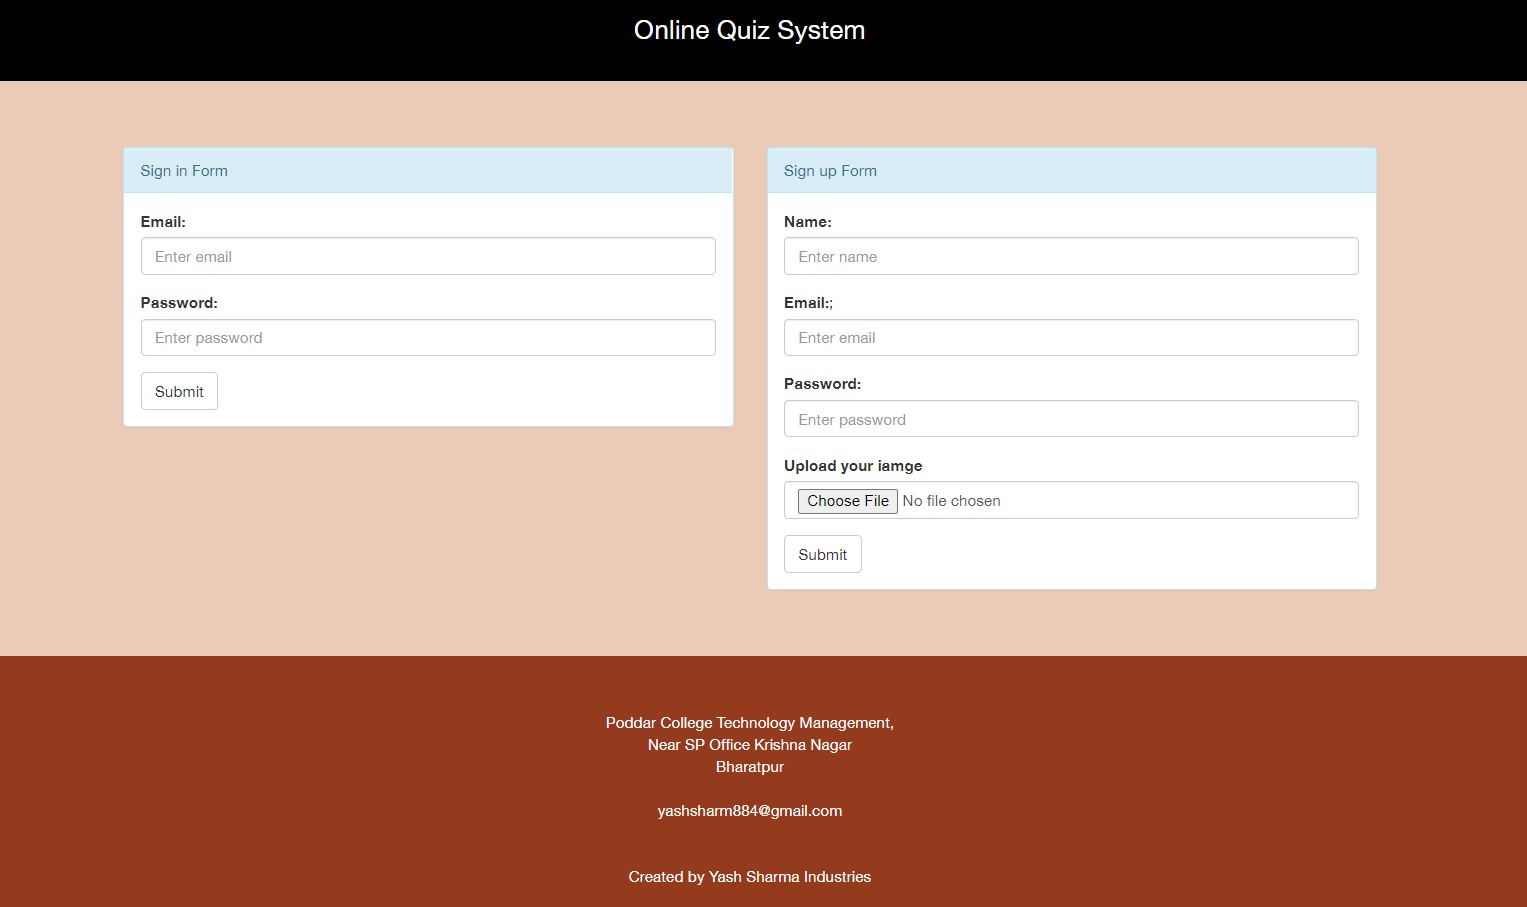 Online Quiz System
Sign in Form
Email:
Enter email
Password:
Enter password
Submit
Sign up Form
Name:
Enter name
Email:;
Enter email
Password:
Enter password
Upload your iamge
Choose File No file chosen
Submit
Poddar College Technology Management,
Near SP Office Krishna Nagar
Bharatpur
yashsharm884@gmail.com
Created by Yash Sharma Industries